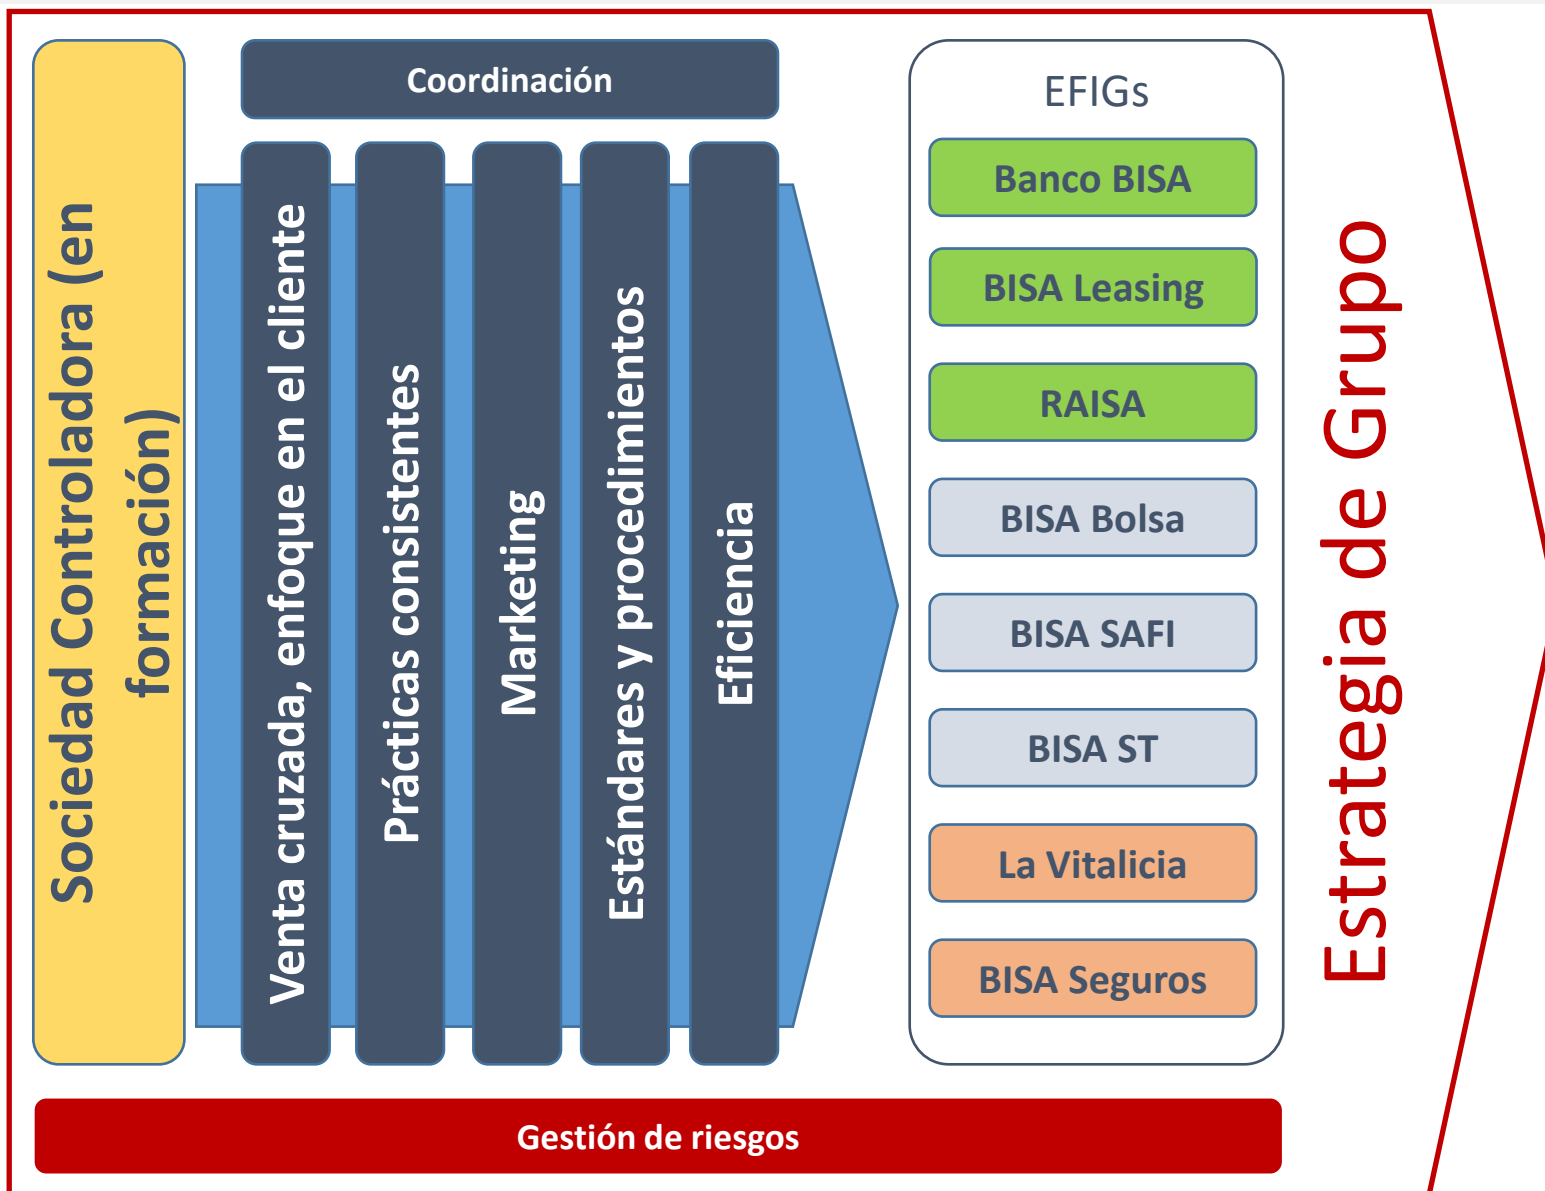 Sociedad Controladora (en
formación)
Coordinación
Venta cruzada, enfoque en el cliente
Prácticas consistentes
Marketing
Estándares y procedimientos
Eficiencia
EFIGs
Banco BISA
BISA Leasing
RAISA
BISA Bolsa
BISA SAFI
BISA ST
La Vitalicia
BISA Seguros
Estrategia de Grupo
Gestión de riesgos